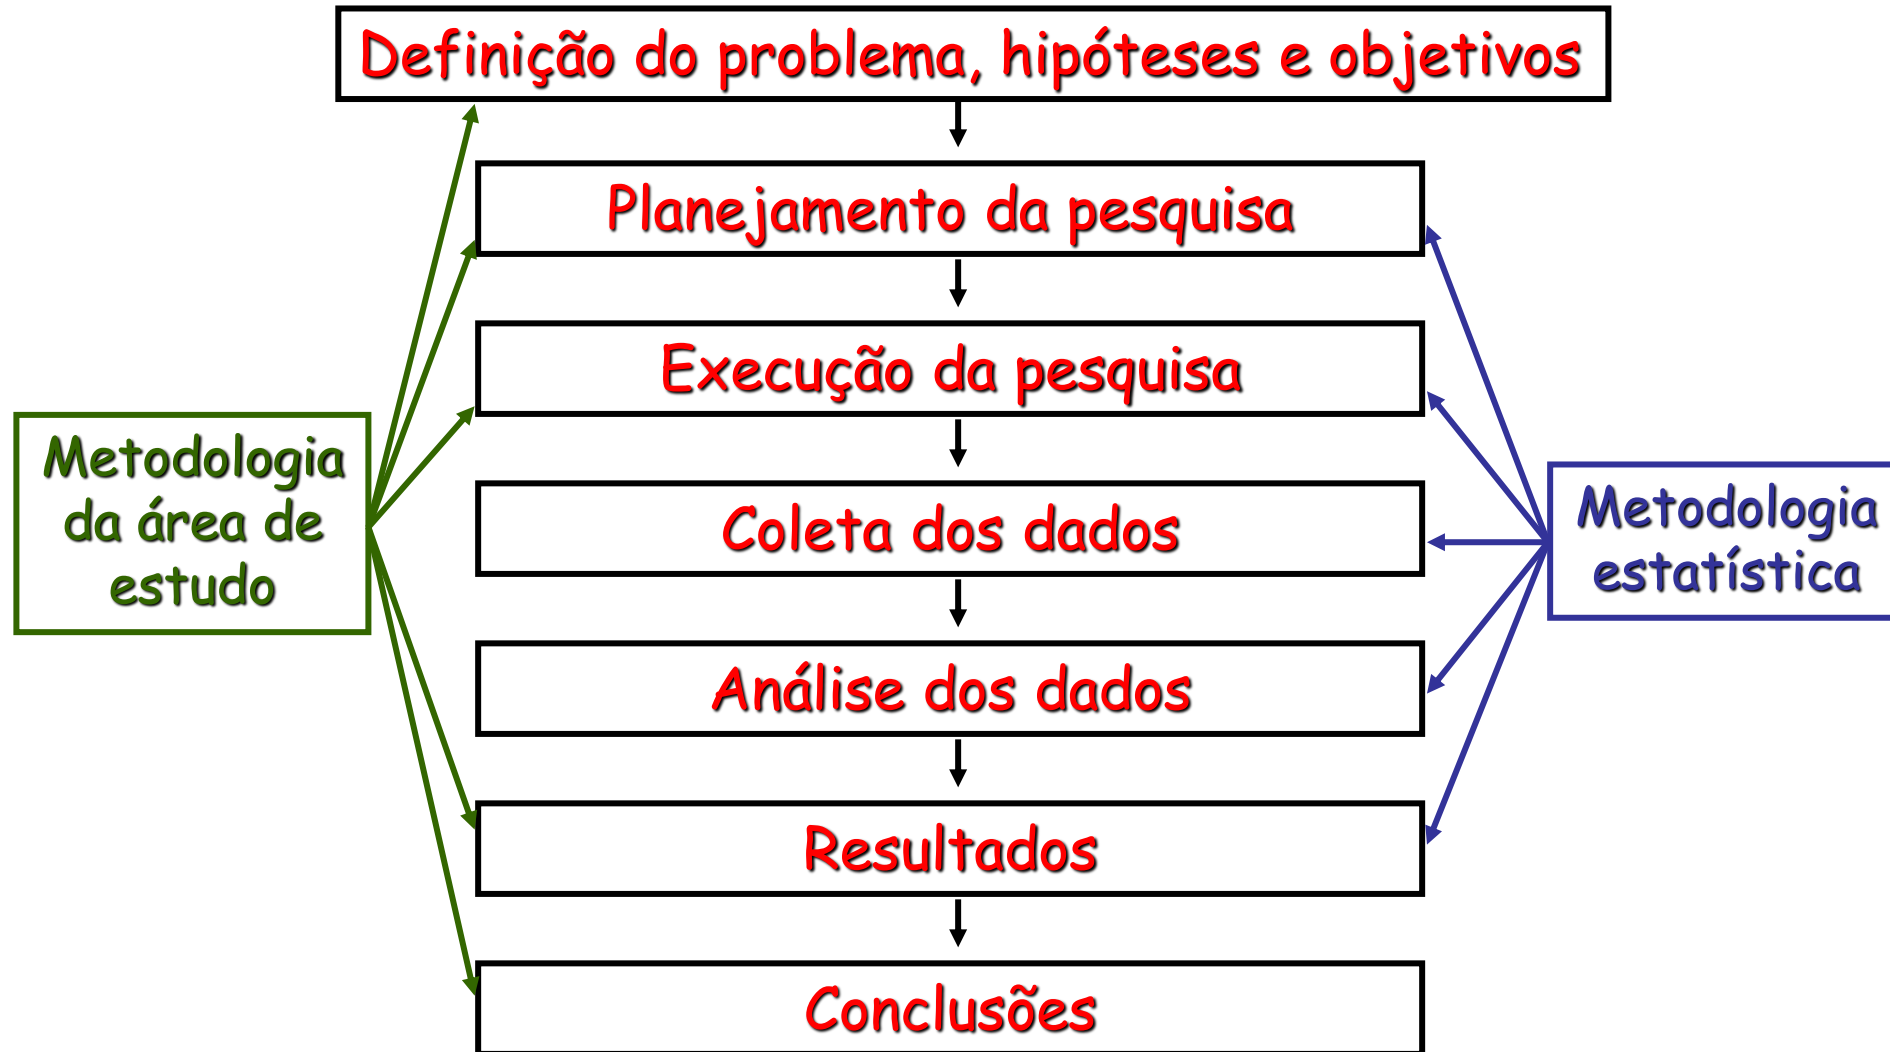 Definição do problema, hipóteses e objetivos
Planejamento da pesquisa
Execução da pesquisa
Metodologia
da área de
estudo
Coleta dos dados
Metodologia
estatística
Análise dos dados
Resultados
Conclusões